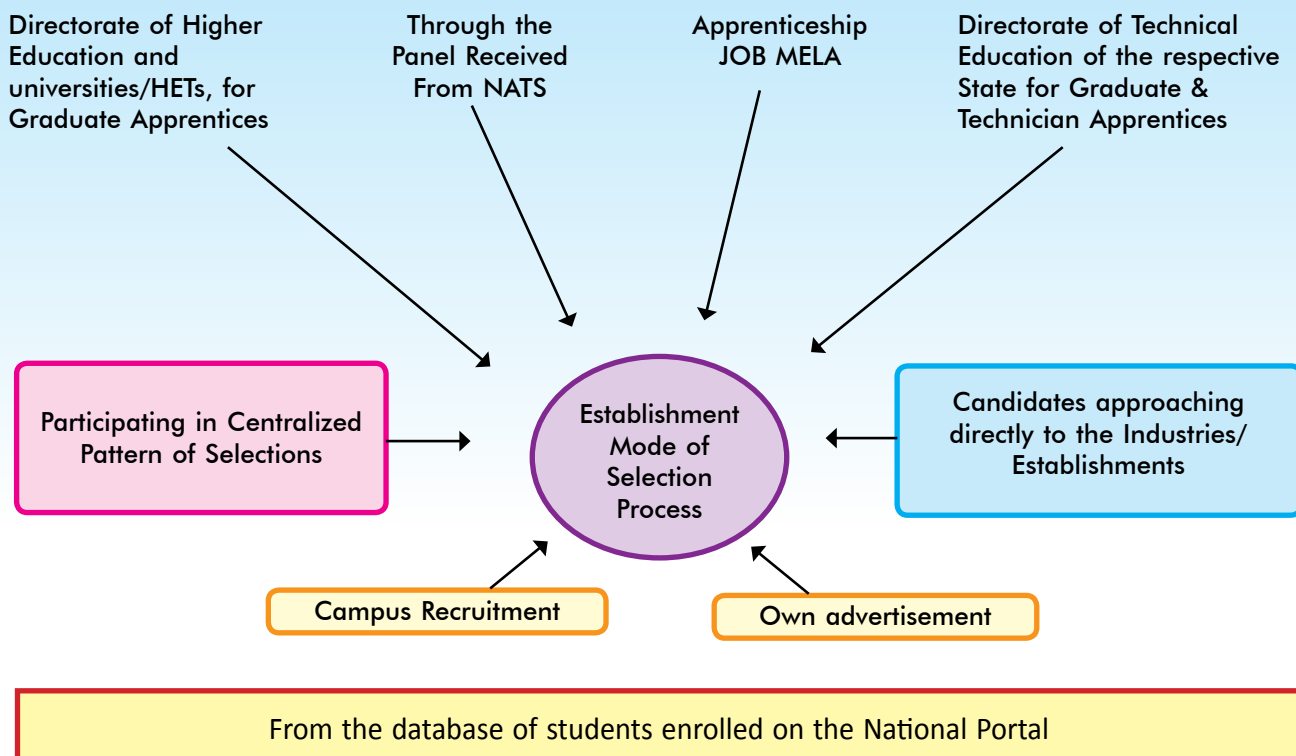 Directorate of Higher
Education and
universities/HETs, for
Graduate Apprentices
Through the
Panel Received
From NATS
Apprenticeship
JOB MELA
Directorate of Technical
Education of the respective
State for Graduate &
Technician Apprentices
Participating in Centralized
Pattern of Selections
Establishment
Mode of
Selection
Process
Candidates approaching
directly to the Industries/
Establishments
Campus Recruitment
Own advertisement
From the database of students enrolled on the National Portal